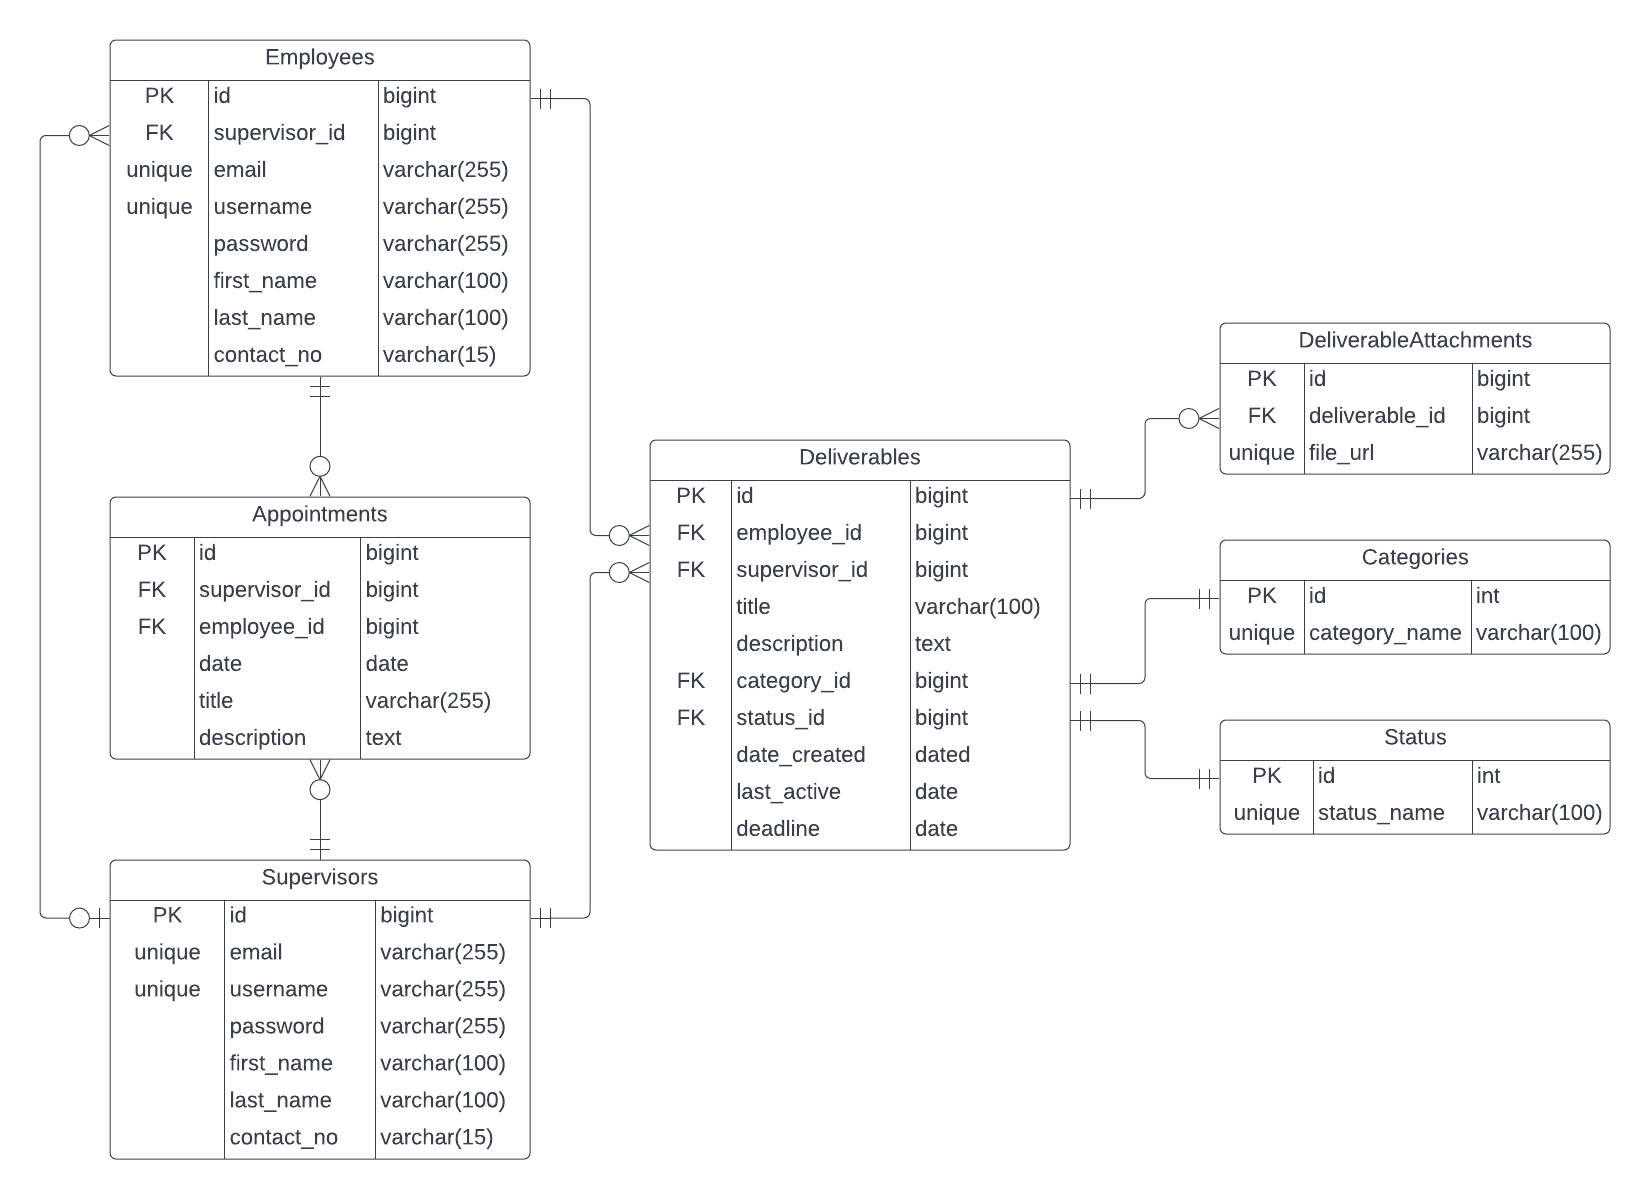 Employees
PK id bigint
FK supervisor_id bigint
unique email varchar(255)
unique username varchar(255)
password varchar(255)
first_name varchar(100)
last_name varchar(100)
contact_no varchar(15)
Appointments
PK id bigint
FK supervisor_id bigint
FK employee_id bigint
date date
title varchar(255)
description text
Supervisors
PK id bigint
unique email varchar(255)
unique username varchar(255)
password varchar(255)
first_name varchar(100)
last_name varchar(100)
contact_no varchar(15)
Deliverables
PK id bigint
FK employee_id bigint
FK supervisor_id bigint
title varchar(100)
description text
FK category_id bigint
FK status_id bigint
date_created dated
last_active date
deadline date
DeliverableAttachments
PK id bigint
FK deliverable_id bigint
unique file_url varchar(255)
Categories
PK id int
unique category_name varchar(100)
Status
PK id int
unique status_name varchar(100)